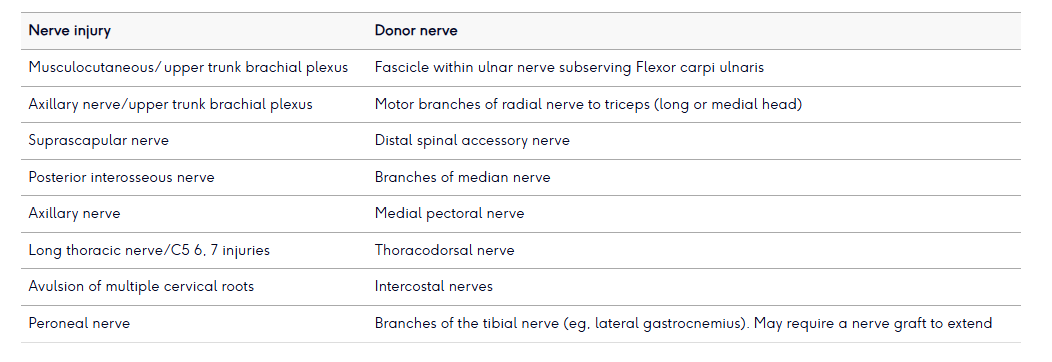 Nerve injury Donor nerve
Musculocutaneous/ upper trunk brachial plexus Fascicle within ulnar nerve subserving Flexor carpi ulnaris
Axillary nerve/upper trunk brachial plexus Motor branches of radial nerve to triceps (long or medial head)
Suprascapular nerve Distal spinal accessory nerve
Posterior interosseous nerve Branches of median nerve
Axillary nerve Medial pectoral nerve
Long thoracic nerve/C5 6, 7 injuries Thoracodorsal nerve
Avulsion of multiple cervical roots Intercostal nerves
Peroneal nerve Branches of the tibial nerve (eg, lateral gastrocnemius). May require a nerve graft to extend